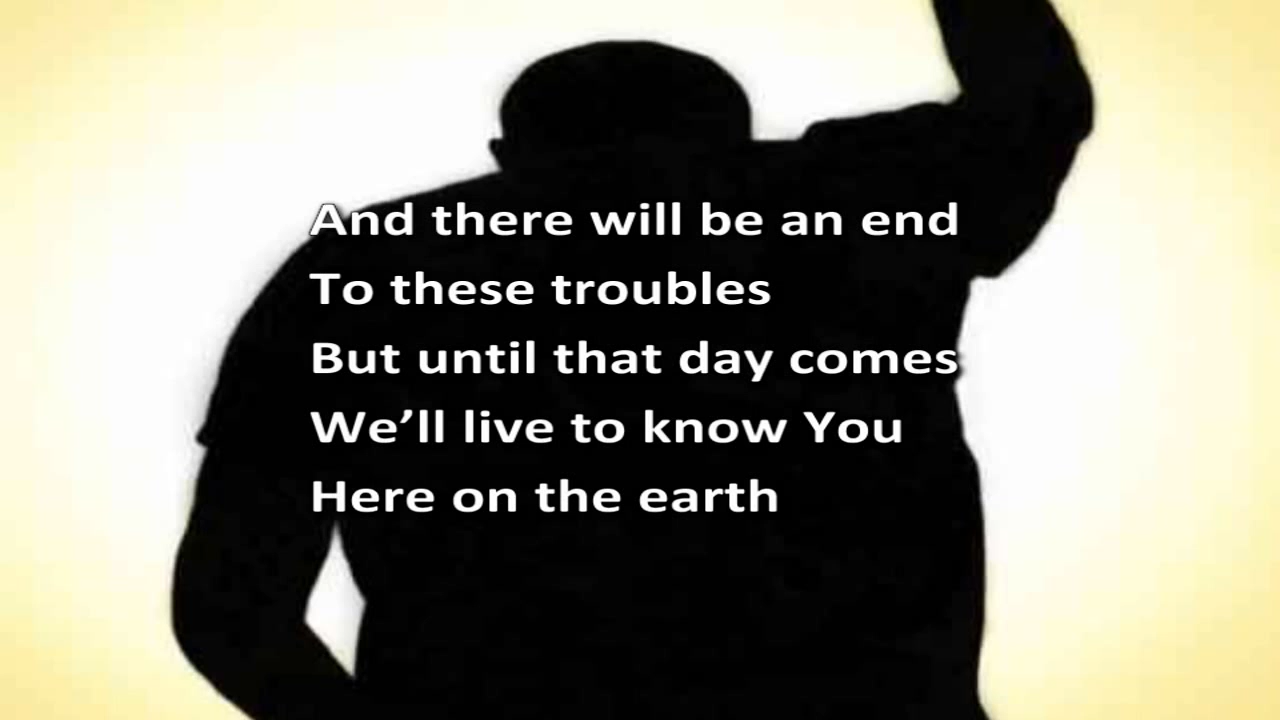 And there will be an end
To these troubles
But until that day comes
We’ll live to know You
Here on the earth